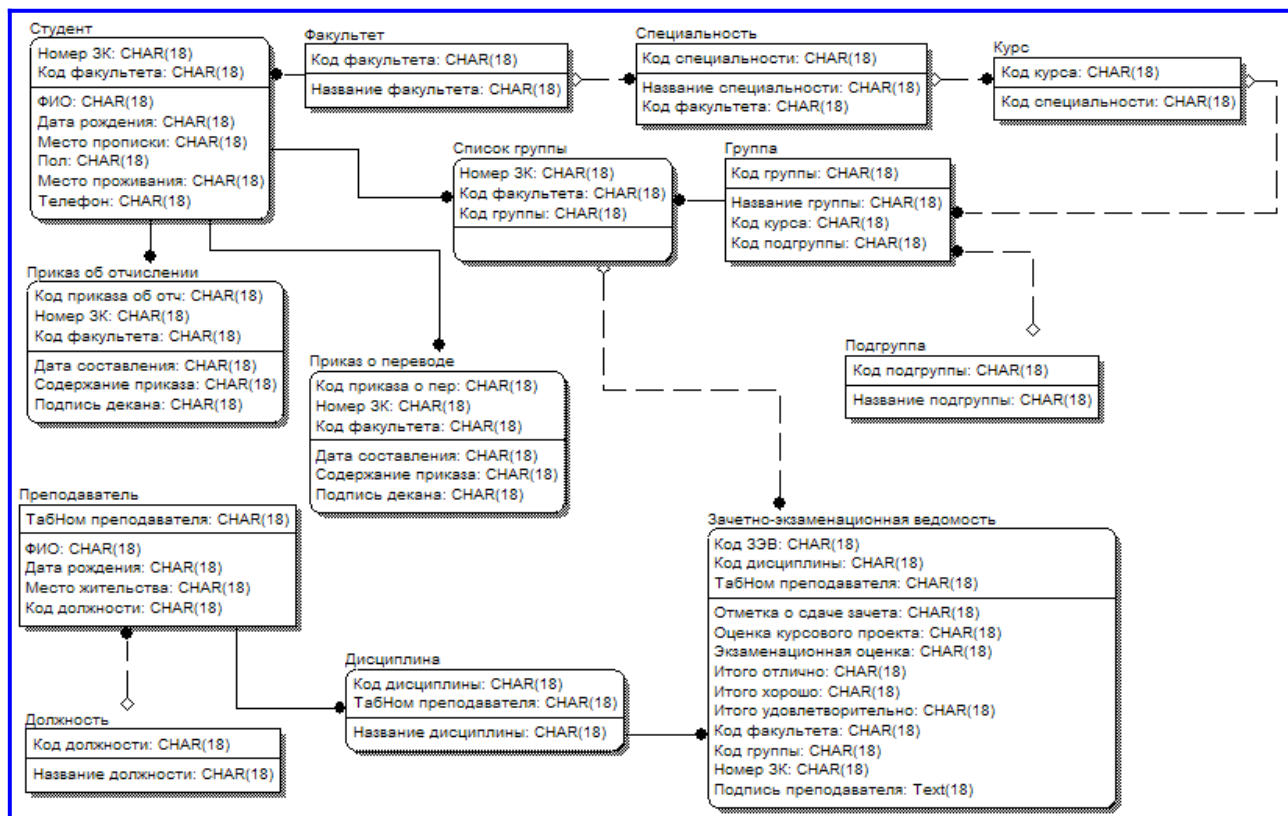 Студент
Номер ЗК: CHAR(18)
Код факультета: CHAR(18)
ФИО: CHAR(18)
Дата рождения: CHAR(18)
Место прописки: CHAR(18)
Пол: CHAR(18)
Место проживания: CHAR(18)
Телефон: CHAR(18)
Факультет
Код факультета: CHAR(18)
Название факультета: CHAR(18)
Специальность
Код специальности: CHAR(18)
Название специальности: CHAR(18)
Код факультета: CHAR(18)
Курс
Код курса: CHAR(18)
Код специальности: CHAR(18)
Список группы
Номер ЗК: CHAR(18)
Код факультета: CHAR(18)
Код группы: CHAR(18)
Группа
Код группы: CHAR(18)
Название группы: CHAR(18)
Код курса: CHAR(18)
Код подгруппы: CHAR(18)
Приказ об отчислении
Код приказа об отч: CHAR(18)
Номер ЗК: CHAR(18)
Код факультета: CHAR(18)
Дата составления: CHAR(18)
Содержание приказа: CHAR(18)
Подпись декана: CHAR(18)
Приказ о переводе
Код приказа о пер: CHAR(18)
Номер ЗК: CHAR(18)
Код факультета: CHAR(18)
Дата составления: CHAR(18)
Содержание приказа: CHAR(18)
Подпись декана: CHAR(18)
Подгруппа
Код подгруппы: CHAR(18)
Название подгруппы: CHAR(18)
Преподаватель
ТабНом преподавателя: CHAR(18)
ФИО: CHAR(18)
Дата рождения: CHAR(18)
Место жительства: CHAR(18)
Код должности: CHAR(18)
Зачетно-экзаменационная ведомость
Код ЗЭВ: CHAR(18)
Код дисциплины: CHAR(18)
ТабНом преподавателя: CHAR(18)
Отметка о сдаче зачета: CHAR(18)
Оценка курсового проекта: CHAR(18)
Экзаменационная оценка: CHAR(18)
Итого отлично: CHAR(18)
Итого хорошо: CHAR(18)
Итого удовлетворительно: CHAR(18)
Код факультета: CHAR(18)
Код группы: CHAR(18)
Номер ЗК: CHAR(18)
Подпись преподавателя: Text(18)
Дисциплина
Код дисциплины: CHAR(18)
ТабНом преподавателя: CHAR(18)
Название дисциплины: CHAR(18)
Должность
Код должности: CHAR(18)
Название должности: CHAR(18)